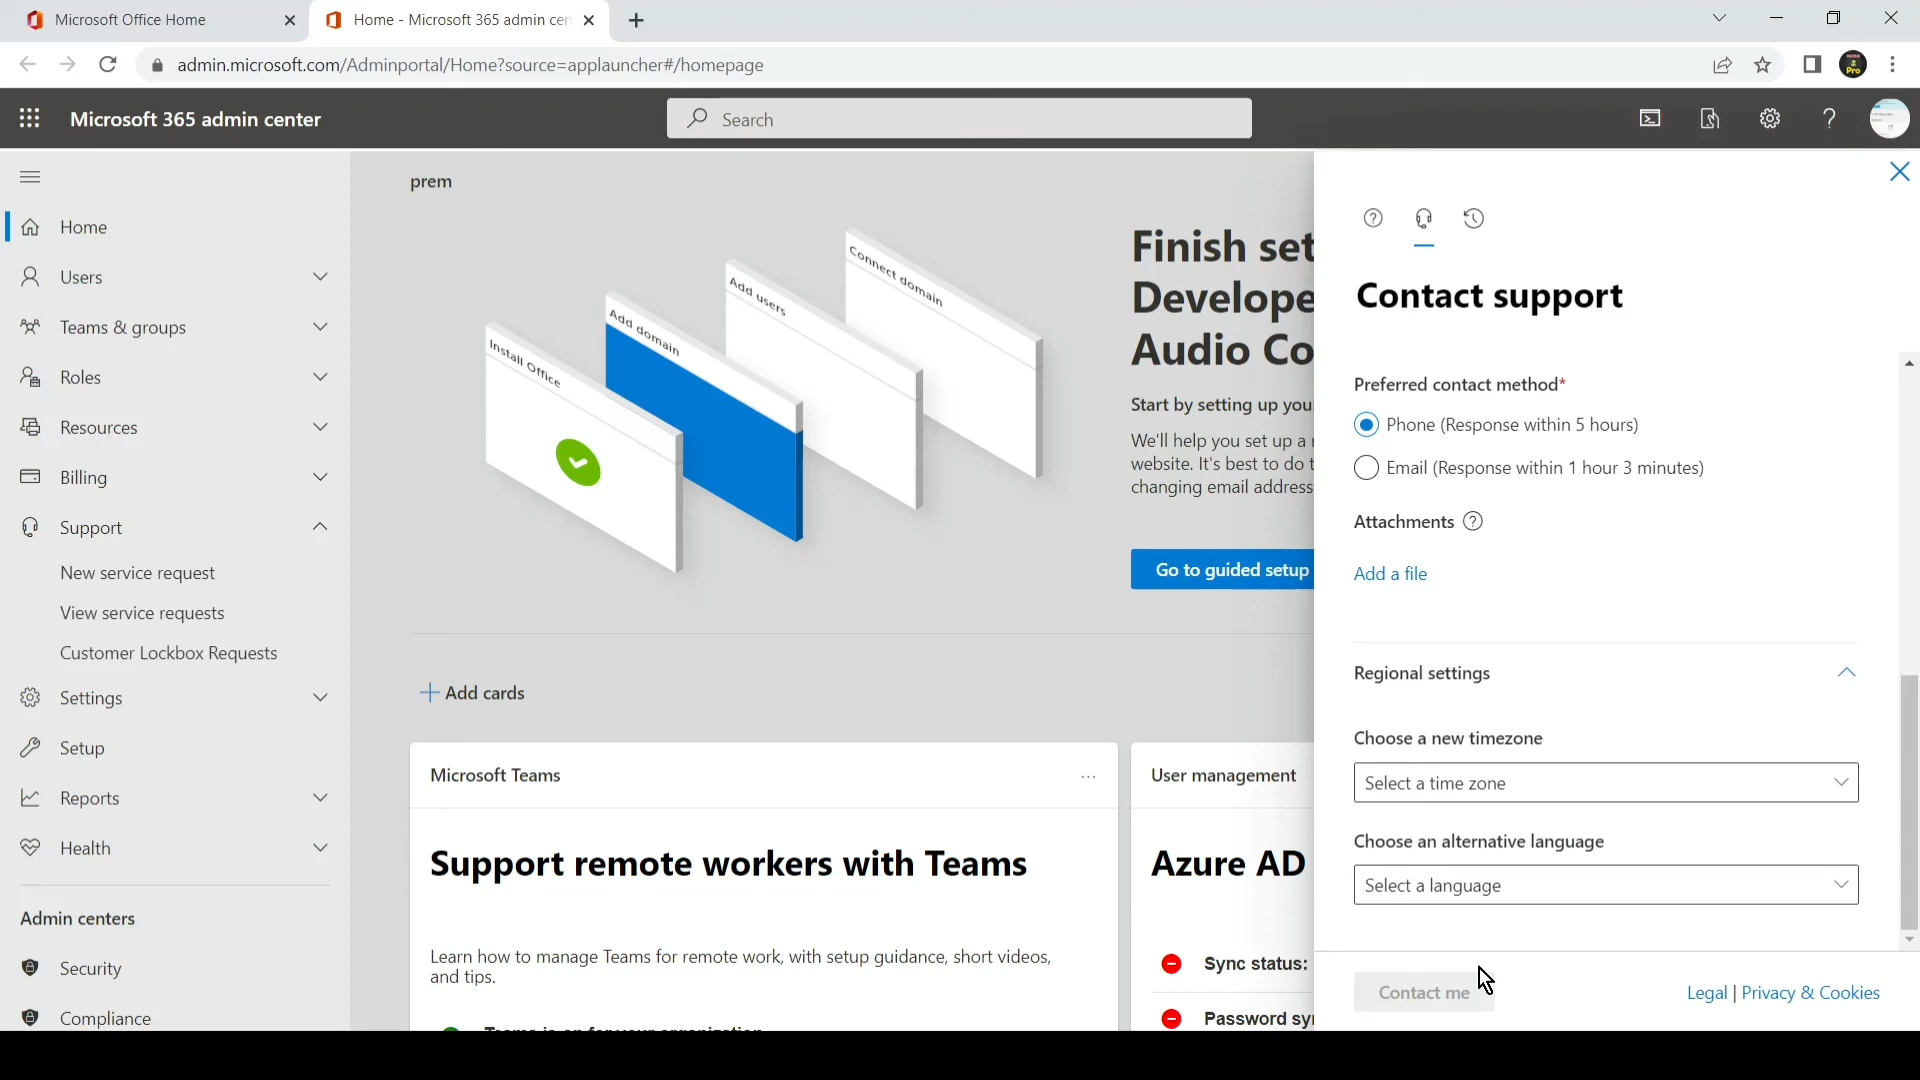 Microsoft Office Home
Home - Microsoft 365 admin cen
admin.microsoft.com/Adminportal/Home?source=applauncher#/homepage
Microsoft 365 admin center
Search
Home
Users
Teams & groups
Roles
Resources
Billing
Support
New service request
View service requests
Customer Lockbox Requests
Settings
Setup
Reports
Health
Admin centers
Security
Compliance
prem
Install Office
Add domain
Add users
Connect domain
Finish set
Develope
Audio Co
Start by setting up you
We'll help you set up a
website. It's best to do t
changing email address
Go to guided setup
Add cards
Microsoft Teams
Support remote workers with Teams
Learn how to manage Teams for remote work, with setup guidance, short videos,
and tips.
Teams is on for your organization
User management
Azure AD
Sync status:
Password sy
Contact support
Preferred contact method*
Phone (Response within 5 hours)
Email (Response within 1 hour 3 minutes)
Attachments
Add a file
Regional settings
Choose a new timezone
Select a time zone
Choose an alternative language
Select a language
Contact me
Legal | Privacy & Cookies